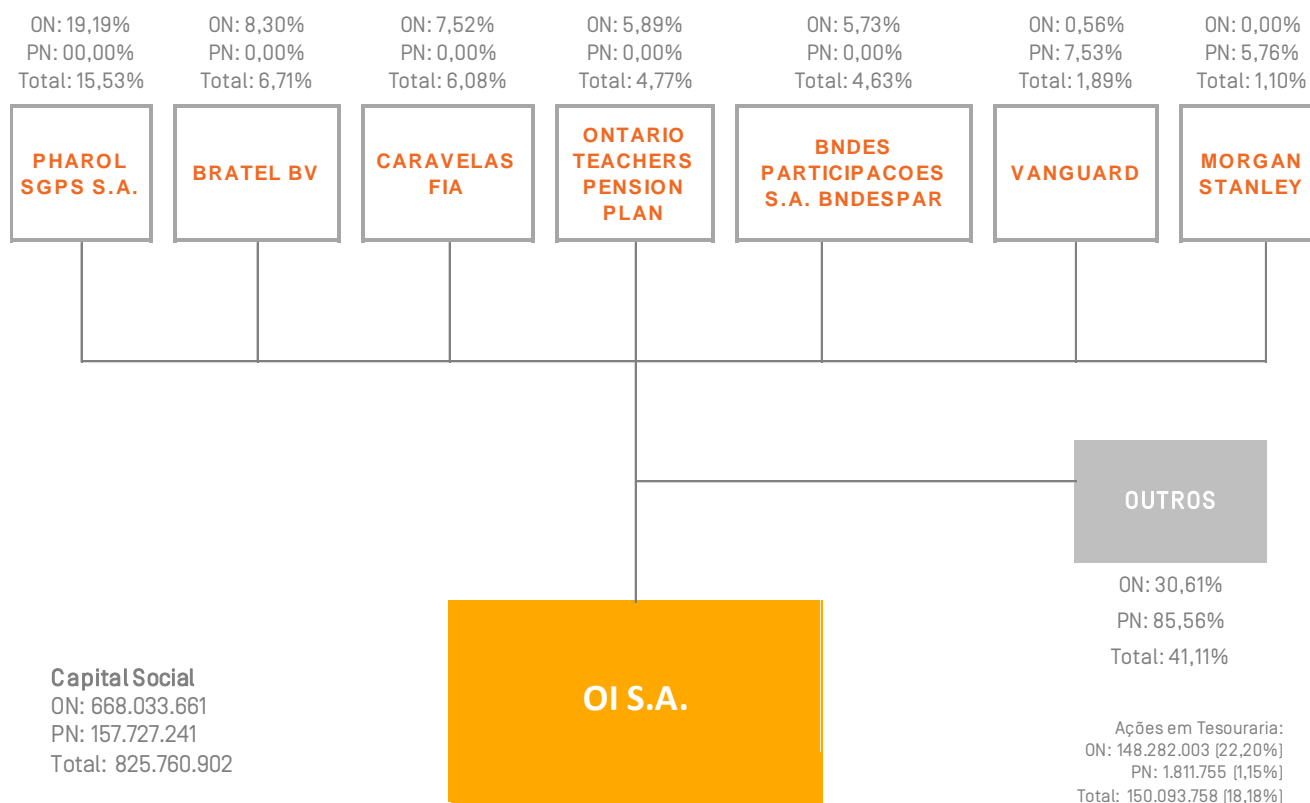 ON: 19,19%
PN: 00,00%
Total: 15,53%
PHAROL
SGPS S.A.
ON: 8,30%
PN: 0,00%
Total: 6,71%
BRATEL BV
ON: 7,52%
PN: 0,00%
Total: 6,08%
CARAVELAS
FIA
ON: 5,89%
PN: 0,00%
Total: 4,77%
ONTARIO
TEACHERS
PENSION
PLAN
ON: 5,73%
PN: 0,00%
Total: 4,63%
BNDES
PARTICIPACOES
S.A. BNDESPAR
ON: 0,56%
PN: 7,53%
Total: 1,89%
VANGUARD
ON: 0,00%
PN: 5,76%
Total: 1,10%
MORGAN
STANLEY
OUTROS
ON: 30,61%
PN: 85,56%
Total: 41,11%
OI S.A.
Capital Social
ON: 668.033.661
PN: 157.727.241
Total: 825.760.902
Ações em Tesouraria:
ON: 148.282.003 (22,20%)
PN: 1.811.755 (1,15%)
Total: 150.093.758 (18,18%)